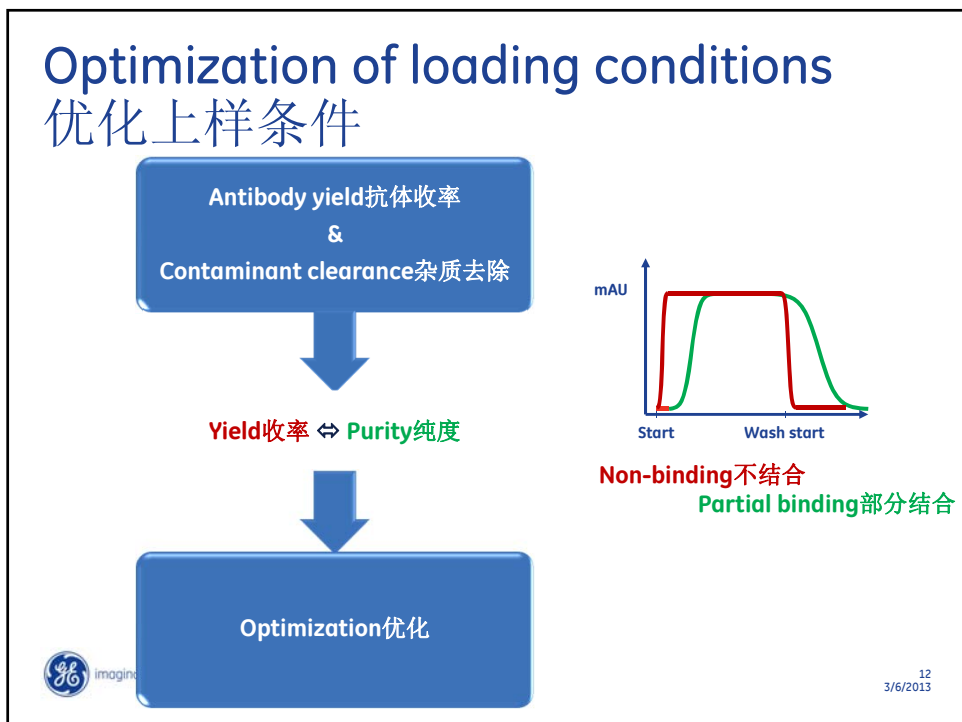 Optimization of loading conditions
优化上样条件
Antibody yield抗体收率
&
Contaminant clearance杂质去除
Yield收率 ⇔ Purity纯度
Optimization优化
mAU
Start Wash start
Non-binding不结合
Partial binding部分结合
GE
12
3/6/2013